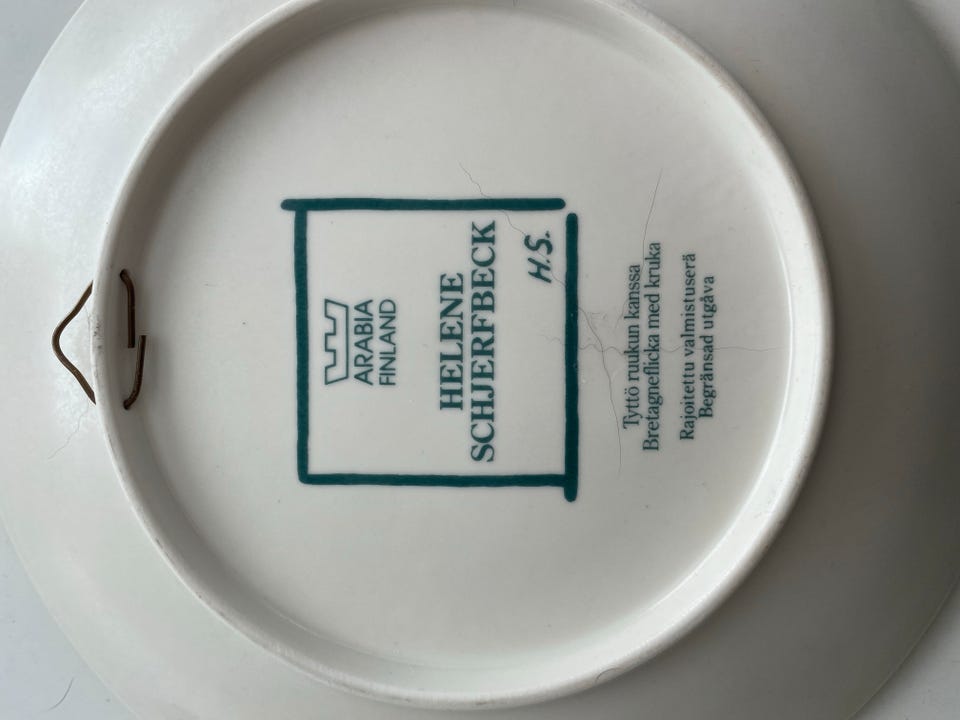 ARABIA
FINLAND
HELENE
SCHJERFBECK
H.S.
Tyttö ruukun kanssa
Bretagneflicka med kruka
Rajoitettu valmistuserä
Begränsad utgåva